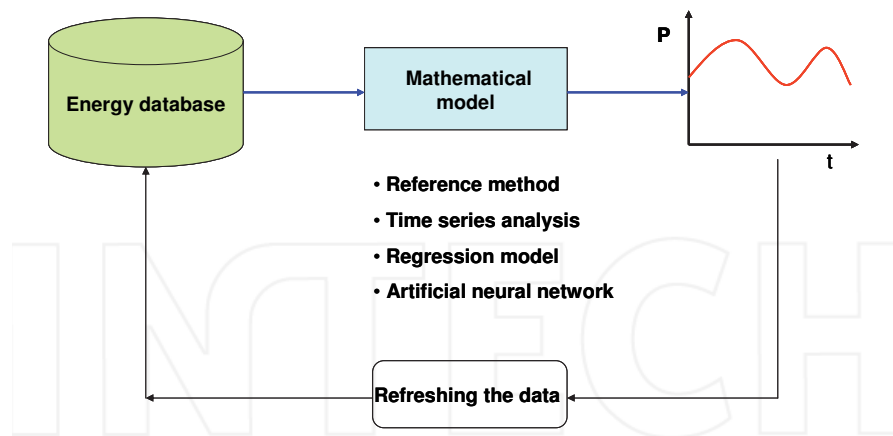 P
Energy database
Mathematical
model
t
• Reference method
• Time series analysis
• Regression model
• Artificial neural network
Refreshing the data
INTECH